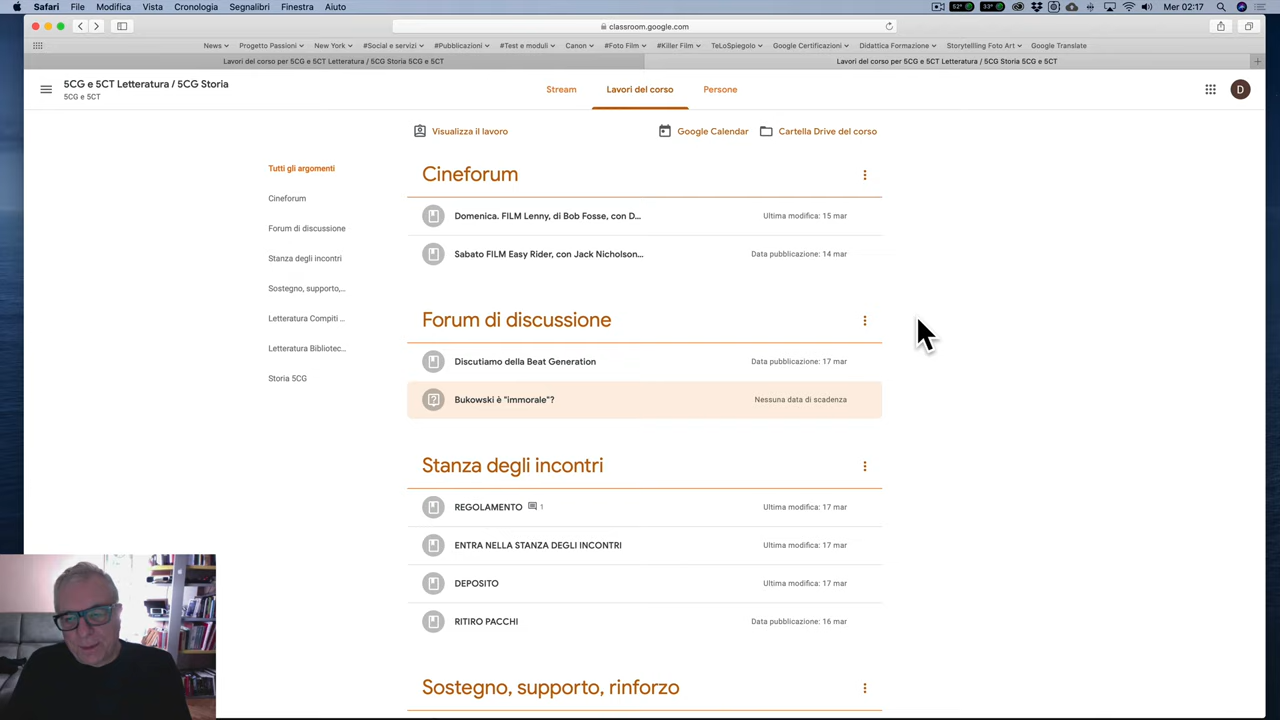 Safari File Modifica Vista Cronologia Segnalibri Finestra Aiuto 52° 33° Mer 02:17
classroom.google.com
News Progetto Passioni New York #Social e servizi #Pubblicazioni #Test e moduli Canon #Foto Film #Killer Film TeLoSpiego Google Certificazioni Didattica Formazione Storytellling Foto Art Google Translate
Lavori del corso per 5CG e 5CT Letteratura / 5CG Storia 5CG e 5CT
Lavori del corso per 5CG e 5CT Letteratura / 5CG Storia 5CG e 5CT
5CG e 5CT Letteratura / 5CG Storia
5CG e 5CT
Stream Lavori del corso Persone
D
Visualizza il lavoro Google Calendar Cartella Drive del corso
Tutti gli argomenti
Cineforum
Forum di discussione
Stanza degli incontri
Sostegno, supporto,...
Letteratura Compiti ...
Letteratura Bibliotec...
Storia 5CG
Cineforum
Domenica. FILM Lenny, di Bob Fosse, con D... Ultima modifica: 15 mar
Sabato FILM Easy Rider, con Jack Nicholson... Data pubblicazione: 14 mar
Forum di discussione
Discutiamo della Beat Generation Data pubblicazione: 17 mar
Bukowski è "immorale"? Nessuna data di scadenza
Stanza degli incontri
REGOLAMENTO 1 Ultima modifica: 17 mar
ENTRA NELLA STANZA DEGLI INCONTRI Ultima modifica: 17 mar
DEPOSITO Ultima modifica: 17 mar
RITIRO PACCHI Data pubblicazione: 16 mar
Sostegno, supporto, rinforzo